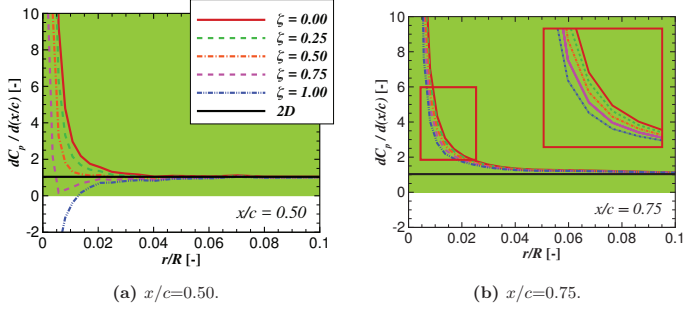 10
8
6
4
2
0
-2
dC_p / d(x/c) [-]
ζ = 0.00
ζ = 0.25
ζ = 0.50
ζ = 0.75
ζ = 1.00
2D
x/c = 0.50
0 0.02 0.04 0.06 0.08 0.1
r/R [-]
(a) x/c=0.50.
10
8
6
4
2
0
-2
dC_p / d(x/c) [-]
x/c = 0.75
0 0.02 0.04 0.06 0.08 0.1
r/R [-]
(b) x/c=0.75.